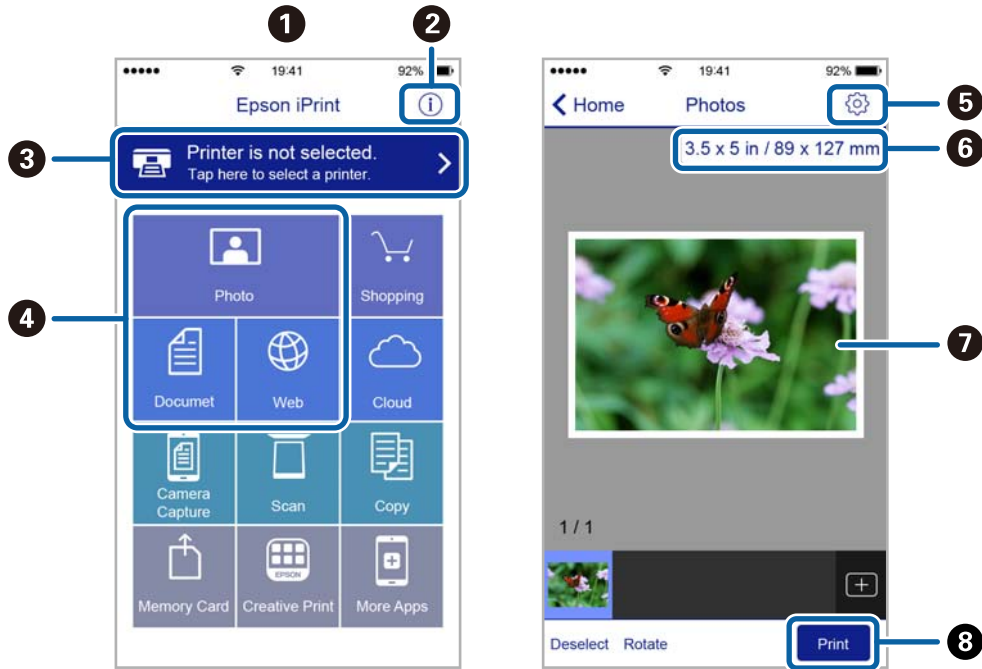 1
2
19:41
92%
Epson iPrint
i
3
Printer is not selected.
Tap here to select a printer.
4
Photo
Shopping
Documet
Web
Cloud
Camera
Capture
Scan
Copy
EPSON
Memory Card
Creative Print
More Apps
19:41
92%
Home
Photos
5
3.5 x 5 in / 89 x 127 mm
6
7
1 / 1
Deselect
Rotate
Print
8